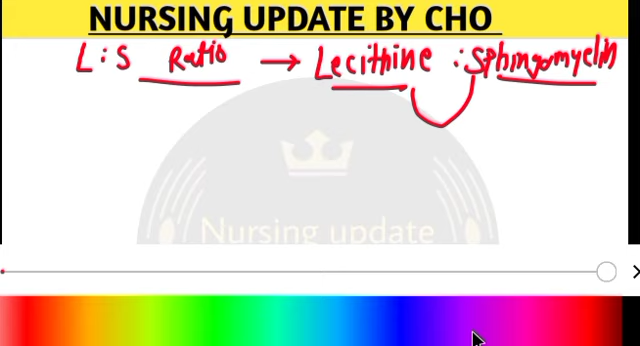 NURSING UPDATE BY CHO
L:S Ratio → Lecithine : Sphingomyelin
Nursing update